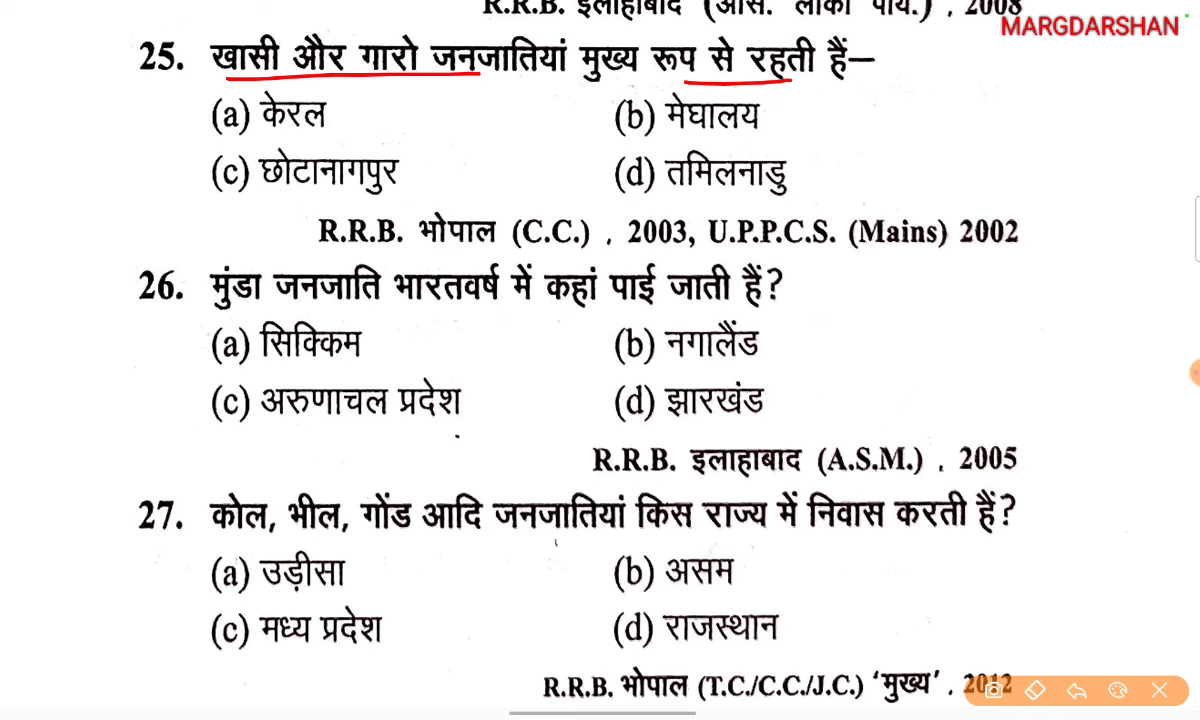 R.R.B. इलाहाबाद (आसि. लोको पाय.) , 2008
MARGDARSHAN
25. खासी और गारो जनजातियां मुख्य रूप से रहती हैं–
(a) केरल (b) मेघालय
(c) छोटानागपुर (d) तमिलनाडु
R.R.B. भोपाल (C.C.) , 2003, U.P.P.C.S. (Mains) 2002
26. मुंडा जनजाति भारतवर्ष में कहां पाई जाती हैं?
(a) सिक्किम (b) नगालैंड
(c) अरुणाचल प्रदेश (d) झारखंड
R.R.B. इलाहाबाद (A.S.M.) , 2005
27. कोल, भील, गोंड आदि जनजातियां किस राज्य में निवास करती हैं?
(a) उड़ीसा (b) असम
(c) मध्य प्रदेश (d) राजस्थान
R.R.B. भोपाल (T.C./C.C./J.C.) ‘मुख्य’ , 2012